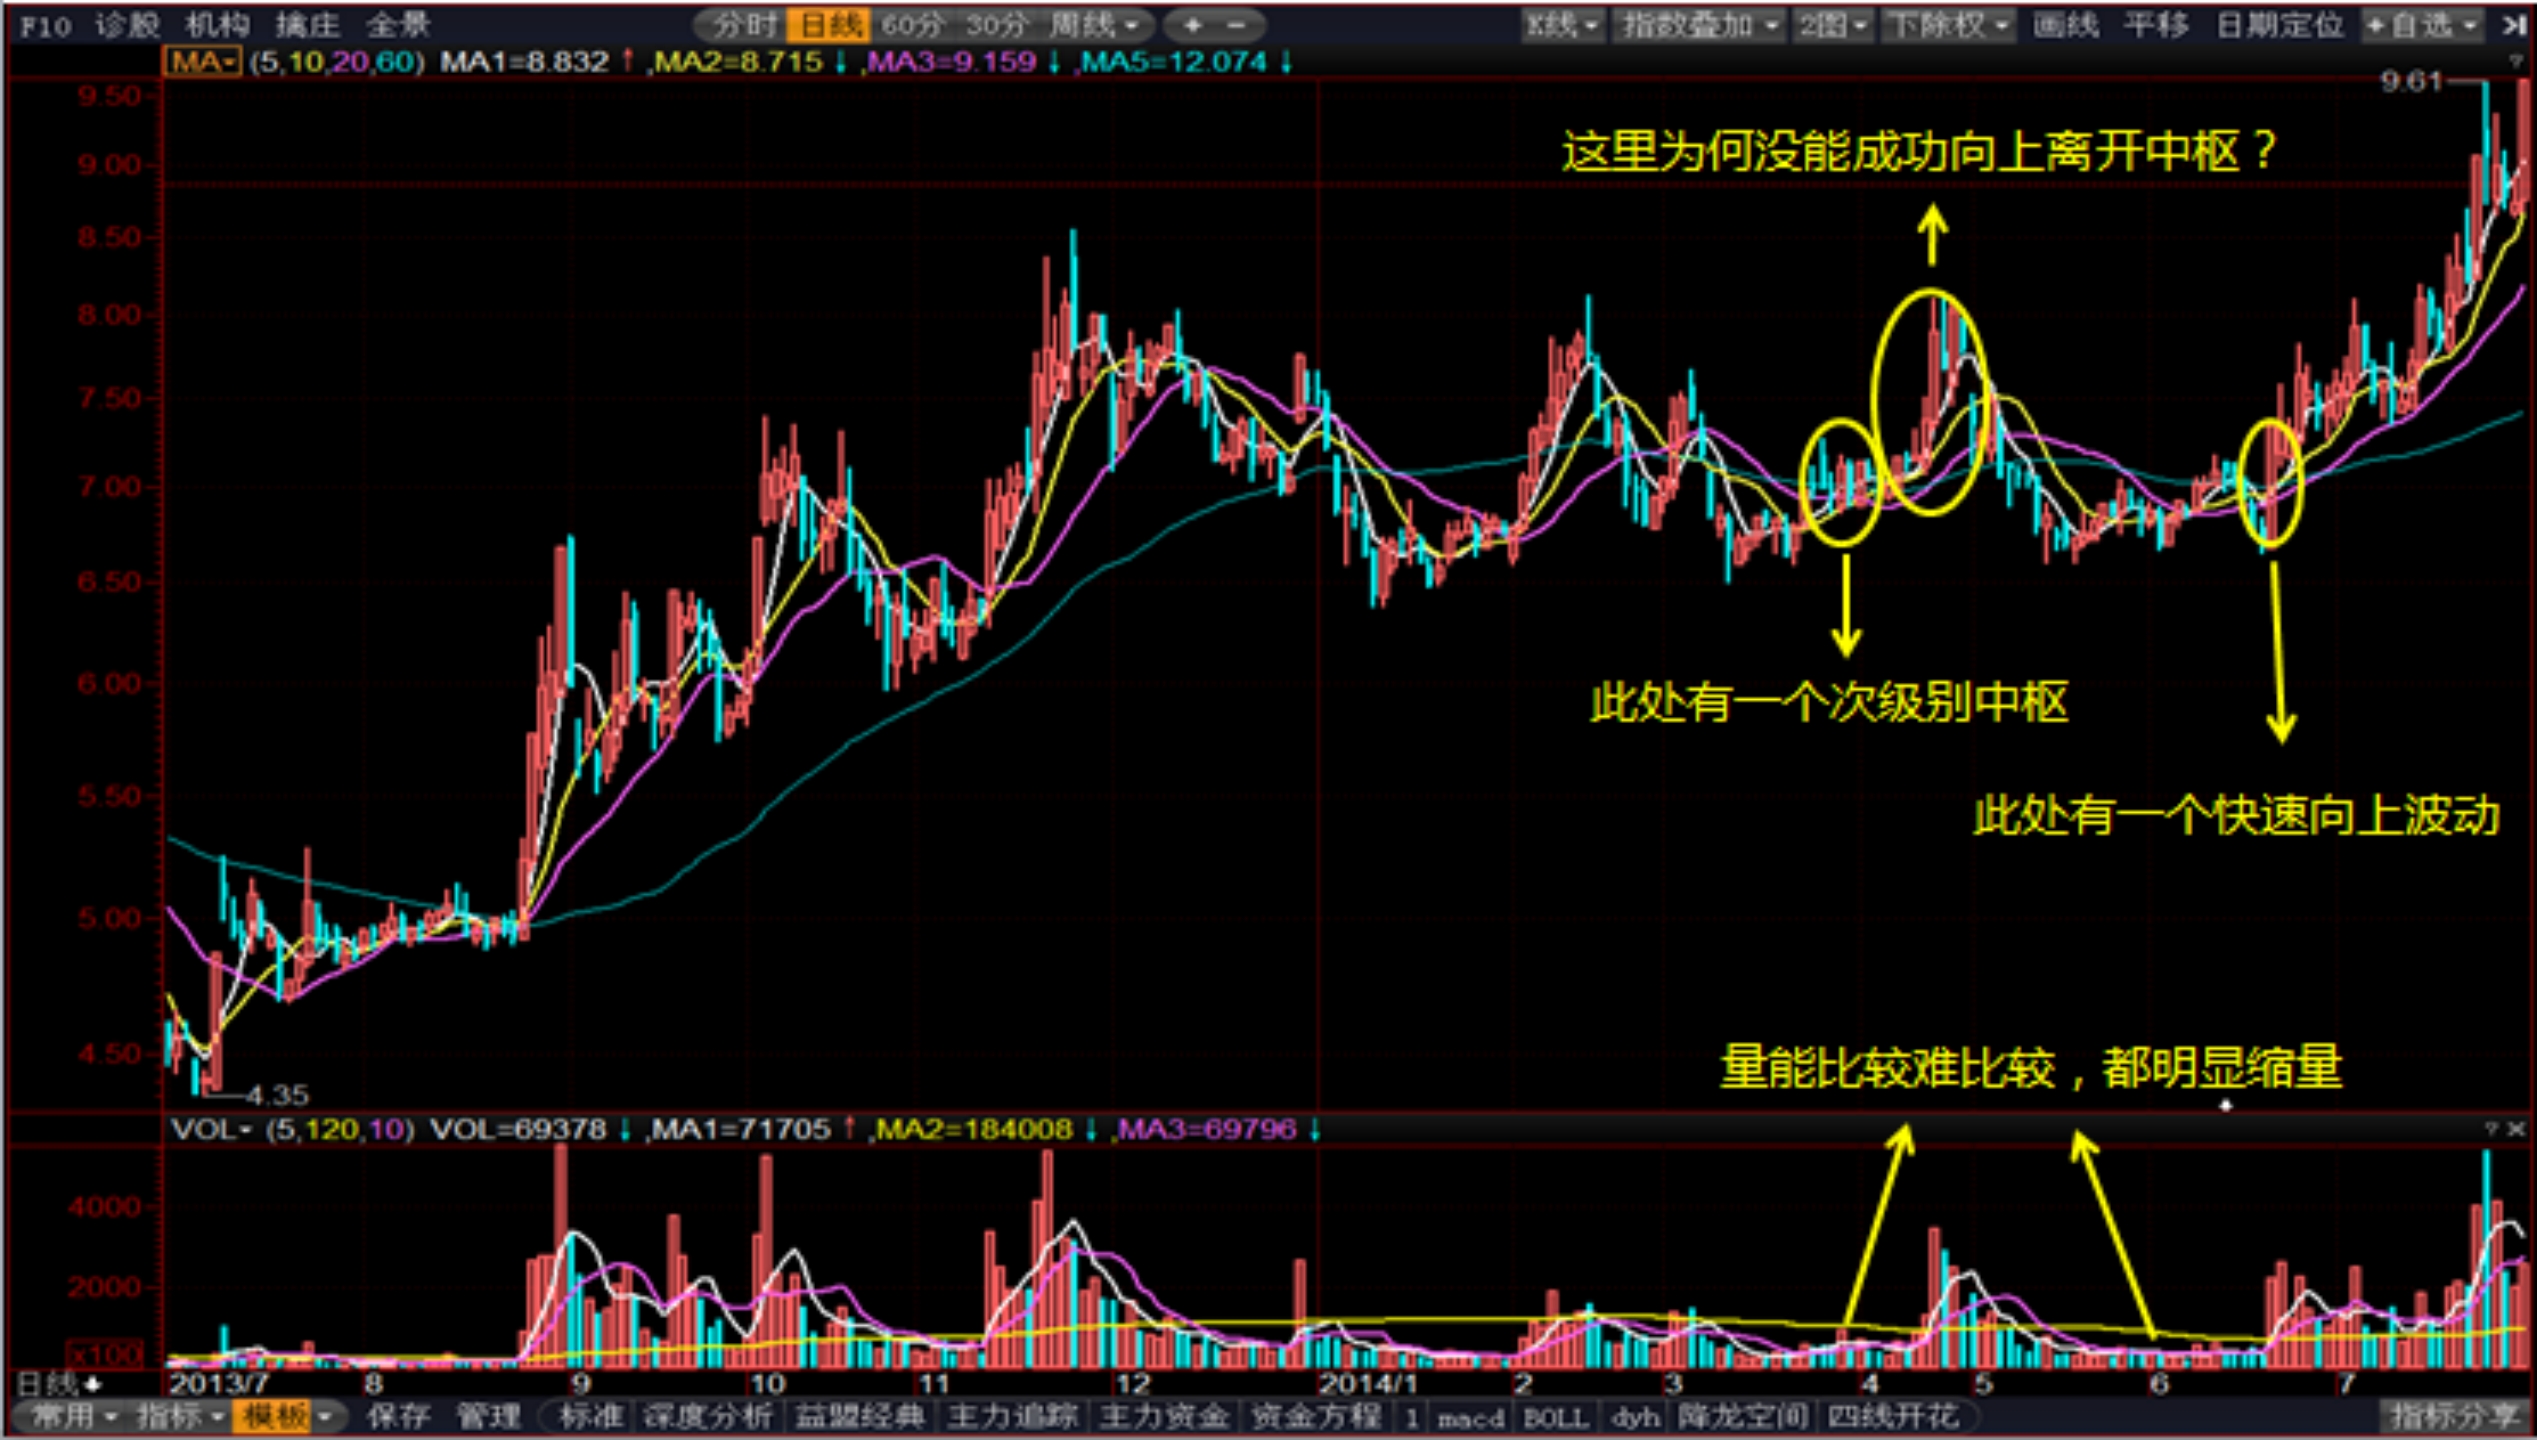 F10 诊股 机构 擒庄 全景 分时 日线 60分 30分 周线 + − K线 指数叠加 2图 下除权 画线 平移 日期定位 +自选
MA (5,10,20,60) MA1=8.832 ↑ ,MA2=8.715 ↓ ,MA3=9.159 ↓ ,MA5=12.074 ↓
9.61
9.50
这里为何没能成功向上离开中枢？
9.00
8.50
8.00
7.50
7.00
6.50
6.00
此处有一个次级别中枢
5.50
此处有一个快速向上波动
5.00
4.50
量能比较难比较，都明显缩量
4.35
VOL (5,120,10) VOL=69378 ↓ ,MA1=71705 ↑ ,MA2=184008 ↓ ,MA3=69796 ↓
4000
2000
x100
日线 2013/7 8 9 10 11 12 2014/1 2 3 4 5 6 7
常用 指标 模板 保存 管理 标准 深度分析 益盟经典 主力追踪 主力资金 资金方程 1 macd BOLL dyh 降龙空间 四线开花 指标分享